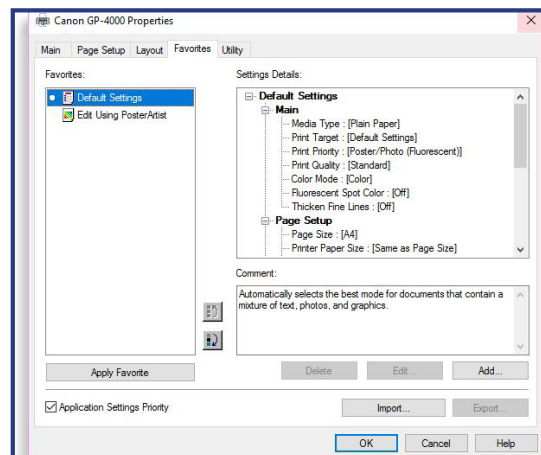 Canon GP-4000 Properties
Main Page Setup Layout Favorites Utility
Favorites:
Default Settings
Edit Using PosterArtist
Apply Favorite
Settings Details:
Default Settings
Main
Media Type : [Plain Paper]
Print Target : [Default Settings]
Print Priority : [Poster/Photo (Fluorescent)]
Print Quality : [Standard]
Color Mode : [Color]
Fluorescent Spot Color : [Off]
Thicken Fine Lines : [Off]
Page Setup
Page Size : [A4]
Printer Paper Size : [Same as Page Size]
Comment:
Automatically selects the best mode for documents that contain a
mixture of text, photos, and graphics.
Delete Edit... Add...
Application Settings Priority
Import... Export...
OK Cancel Help